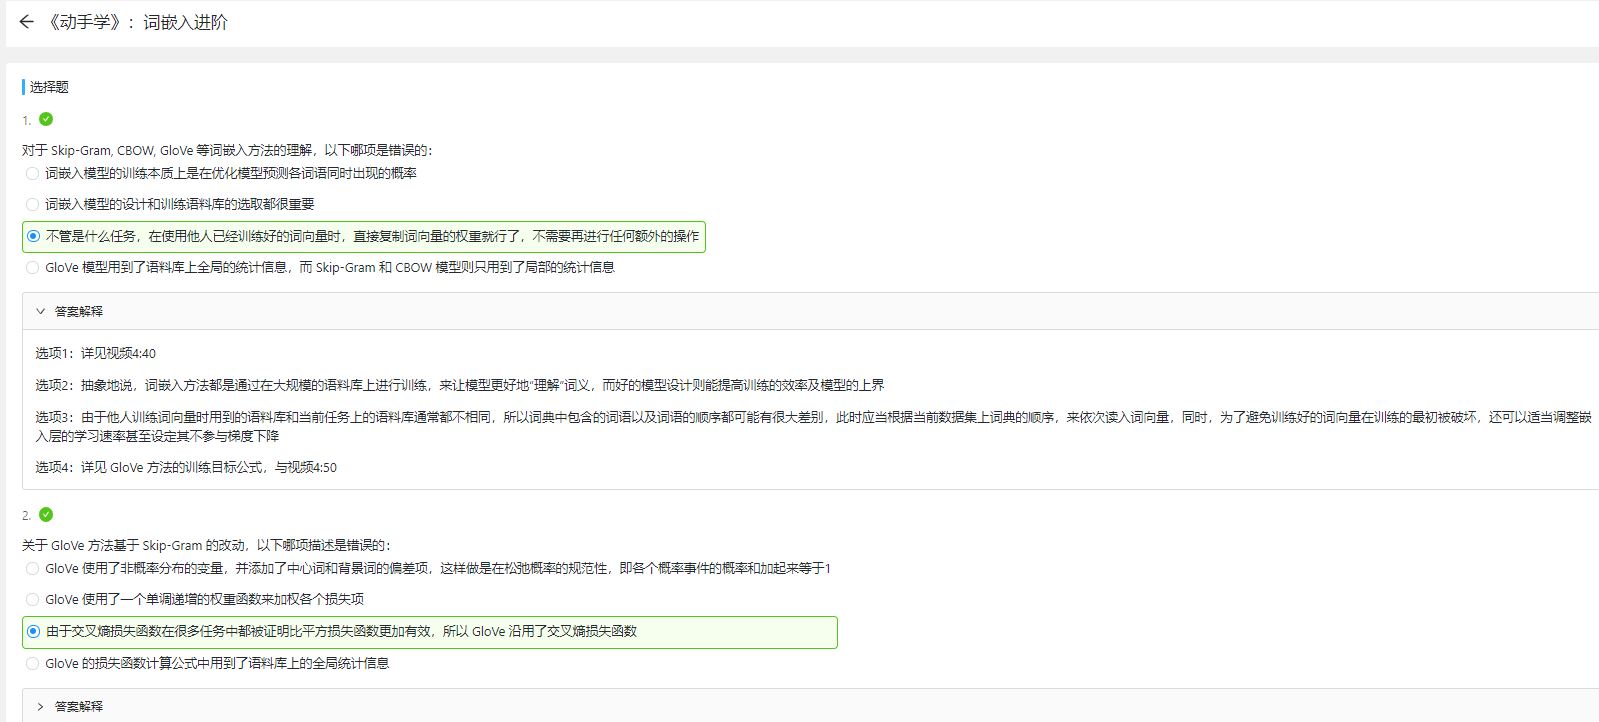 《动手学》：词嵌入进阶
选择题
1.
对于 Skip-Gram, CBOW, GloVe 等词嵌入方法的理解，以下哪项是错误的：
词嵌入模型的训练本质上是在优化模型预测各词语同时出现的概率
词嵌入模型的设计和训练语料库的选取都很重要
不管是什么任务，在使用他人已经训练好的词向量时，直接复制词向量的权重就行了，不需要再进行任何额外的操作
GloVe 模型用到了语料库上全局的统计信息，而 Skip-Gram 和 CBOW 模型则只用到了局部的统计信息
答案解释
选项1：详见视频4:40
选项2：抽象地说，词嵌入方法都是通过在大规模的语料库上进行训练，来让模型更好地“理解”词义，而好的模型设计则能提高训练的效率及模型的上界
选项3：由于他人训练词向量时用到的语料库和当前任务上的语料库通常都不相同，所以词典中包含的词语以及词语的顺序都可能有很大差别，此时应当根据当前数据集上词典的顺序，来依次读入词向量，同时，为了避免训练好的词向量在训练的最初被破坏，还可以适当调整嵌
入层的学习速率甚至设定其不参与梯度下降
选项4：详见 GloVe 方法的训练目标公式，与视频4:50
2.
关于 GloVe 方法基于 Skip-Gram 的改动，以下哪项描述是错误的：
GloVe 使用了非概率分布的变量，并添加了中心词和背景词的偏差项，这样做是在松弛概率的规范性，即各个概率事件的概率和加起来等于1
GloVe 使用了一个单调递增的权重函数来加权各个损失项
由于交叉熵损失函数在很多任务中都被证明比平方损失函数更加有效，所以 GloVe 沿用了交叉熵损失函数
GloVe 的损失函数计算公式中用到了语料库上的全局统计信息
答案解释